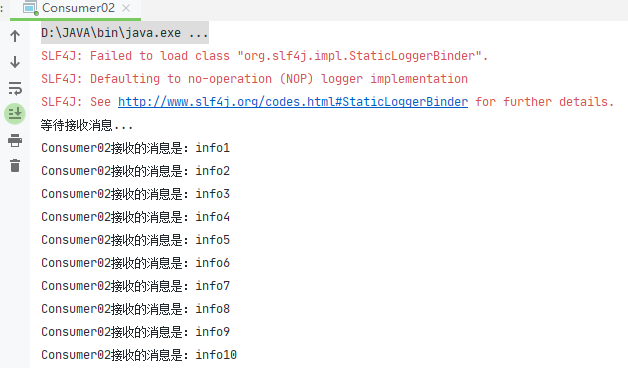 Consumer02
D:\JAVA\bin\java.exe ...
SLF4J: Failed to load class "org.slf4j.impl.StaticLoggerBinder".
SLF4J: Defaulting to no-operation (NOP) logger implementation
SLF4J: See http://www.slf4j.org/codes.html#StaticLoggerBinder for further details.
等待接收消息...
Consumer02接收的消息是：info1
Consumer02接收的消息是：info2
Consumer02接收的消息是：info3
Consumer02接收的消息是：info4
Consumer02接收的消息是：info5
Consumer02接收的消息是：info6
Consumer02接收的消息是：info7
Consumer02接收的消息是：info8
Consumer02接收的消息是：info9
Consumer02接收的消息是：info10